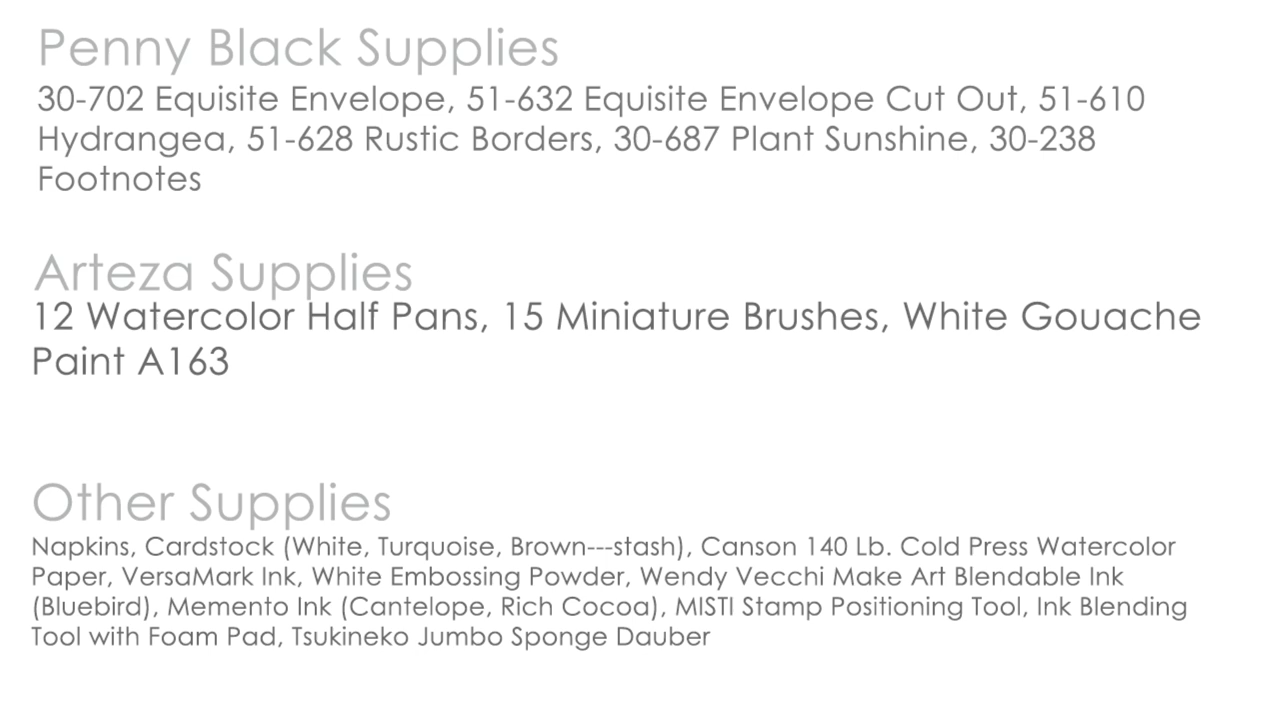 Penny Black Supplies
30-702 Equisite Envelope, 51-632 Equisite Envelope Cut Out, 51-610
Hydrangea, 51-628 Rustic Borders, 30-687 Plant Sunshine, 30-238
Footnotes
Arteza Supplies
12 Watercolor Half Pans, 15 Miniature Brushes, White Gouache
Paint A163
Other Supplies
Napkins, Cardstock (White, Turquoise, Brown---stash), Canson 140 Lb. Cold Press Watercolor
Paper, VersaMark Ink, White Embossing Powder, Wendy Vecchi Make Art Blendable Ink
(Bluebird), Memento Ink (Cantelope, Rich Cocoa), MISTI Stamp Positioning Tool, Ink Blending
Tool with Foam Pad, Tsukineko Jumbo Sponge Dauber